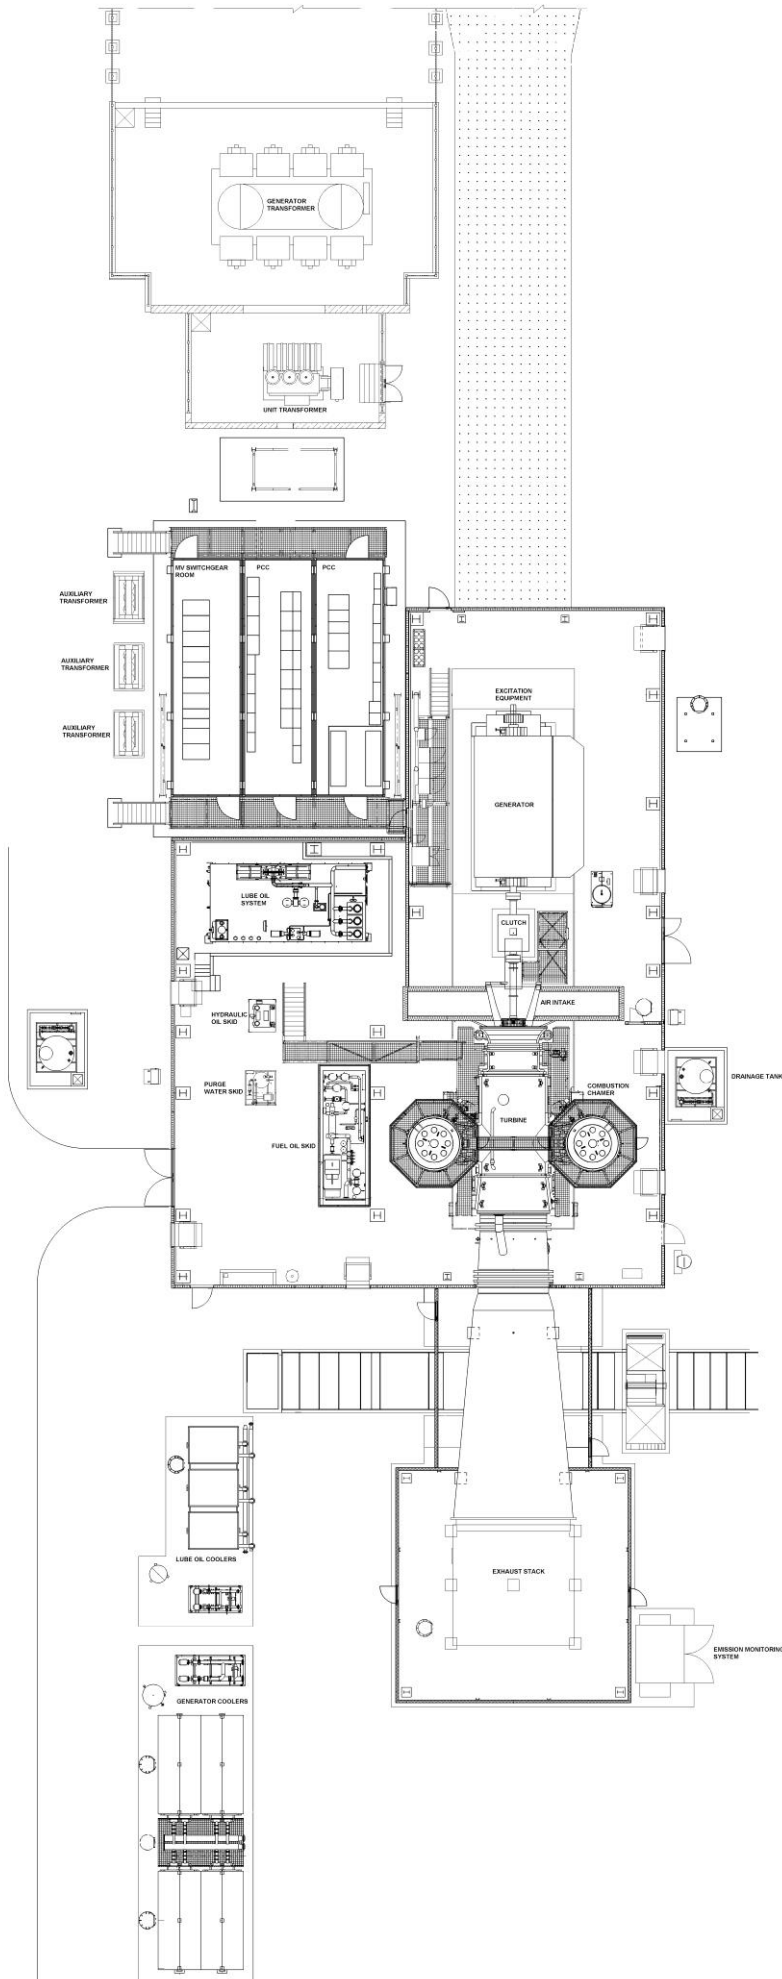 GENERATOR
TRANSFORMER
UNIT TRANSFORMER
MV SWITCHGEAR
ROOM
PCC
PCC
AUXILIARY
TRANSFORMER
AUXILIARY
TRANSFORMER
AUXILIARY
TRANSFORMER
EXCITATION
EQUIPMENT
GENERATOR
LUBE OIL
SYSTEM
CLUTCH
AIR INTAKE
HYDRAULIC
OIL SKID
PURGE
WATER SKID
FUEL OIL SKID
TURBINE
COMBUSTION
CHAMER
DRAINAGE TANK
LUBE OIL COOLERS
EXHAUST STACK
EMISSION MONITORING
SYSTEM
GENERATOR COOLERS